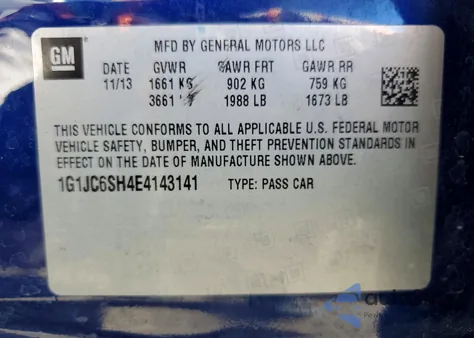 GM
MFD BY GENERAL MOTORS LLC
DATE GVWR GAWR FRT GAWR RR
11/13 1661 KG 902 KG 759 KG
3661 1988 LB 1673 LB
THIS VEHICLE CONFORMS TO ALL APPLICABLE U.S. FEDERAL MOTOR
VEHICLE SAFETY, BUMPER, AND THEFT PREVENTION STANDARDS IN
EFFECT ON THE DATE OF MANUFACTURE SHOWN ABOVE.
1G1JC6SH4E4143141 TYPE: PASS CAR